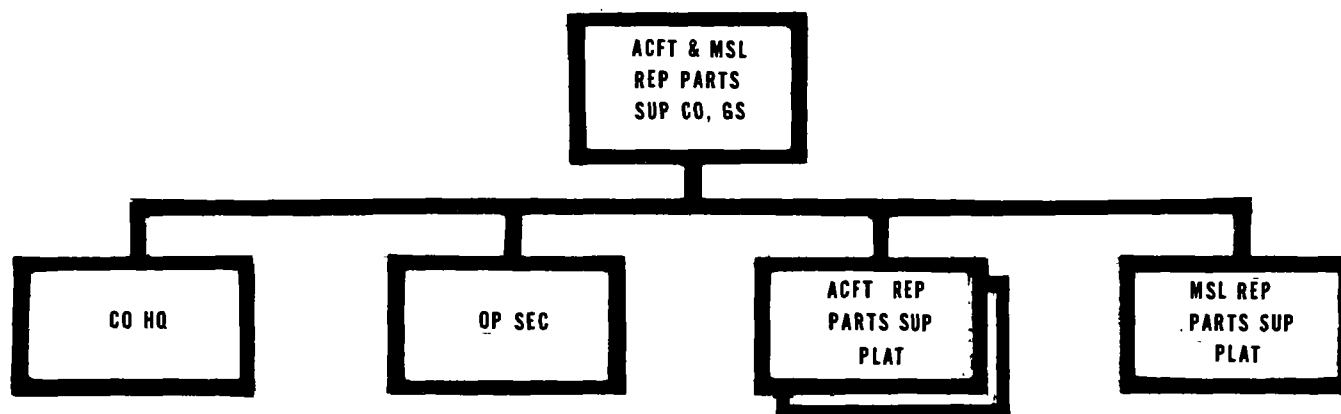 ACFT & MSL
REP PARTS
SUP CO, GS
CO HQ
OP SEC
ACFT REP
PARTS SUP
PLAT
MSL REP
PARTS SUP
PLAT